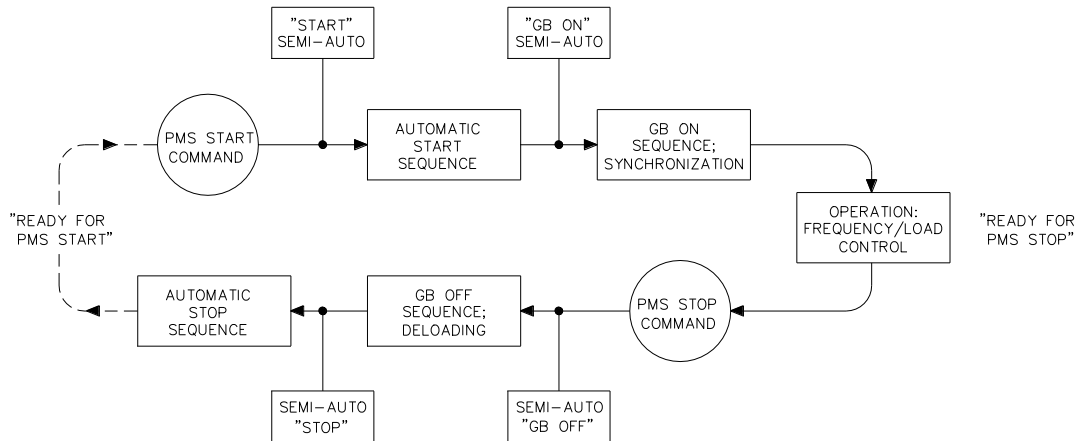 "START"
SEMI-AUTO
"GB ON"
SEMI-AUTO
PMS START
COMMAND
AUTOMATIC
START
SEQUENCE
GB ON
SEQUENCE;
SYNCHRONIZATION
"READY FOR
PMS START"
OPERATION:
FREQUENCY/LOAD
CONTROL
"READY FOR
PMS STOP"
AUTOMATIC
STOP
SEQUENCE
GB OFF
SEQUENCE;
DELOADING
PMS STOP
COMMAND
SEMI-AUTO
"STOP"
SEMI-AUTO
"GB OFF"